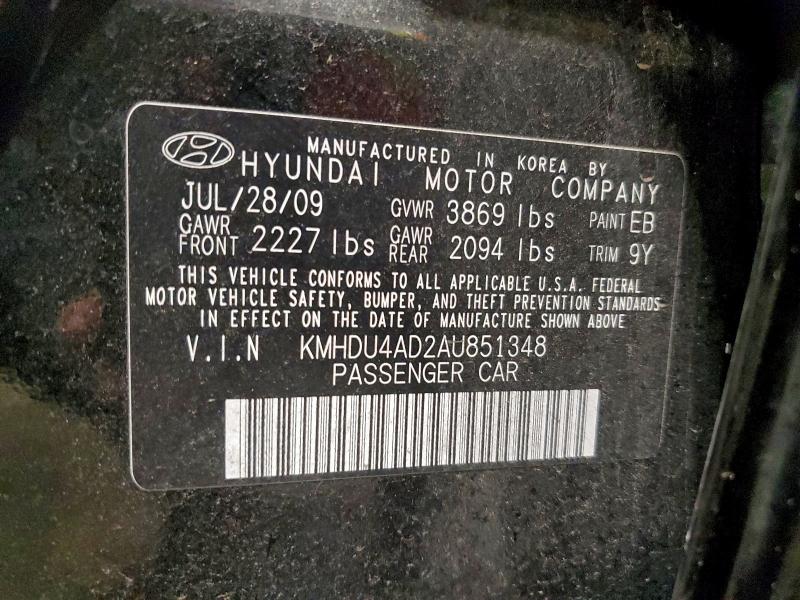 MANUFACTURED IN KOREA BY
HYUNDAI MOTOR COMPANY
JUL/28/09 GVWR 3869 lbs PAINT EB
GAWR FRONT 2227 lbs GAWR REAR 2094 lbs TRIM 9Y
THIS VEHICLE CONFORMS TO ALL APPLICABLE U.S.A. FEDERAL
MOTOR VEHICLE SAFETY, BUMPER, AND THEFT PREVENTION STANDARDS
IN EFFECT ON THE DATE OF MANUFACTURE SHOWN ABOVE
V.I.N KMHDU4AD2AU851348
PASSENGER CAR